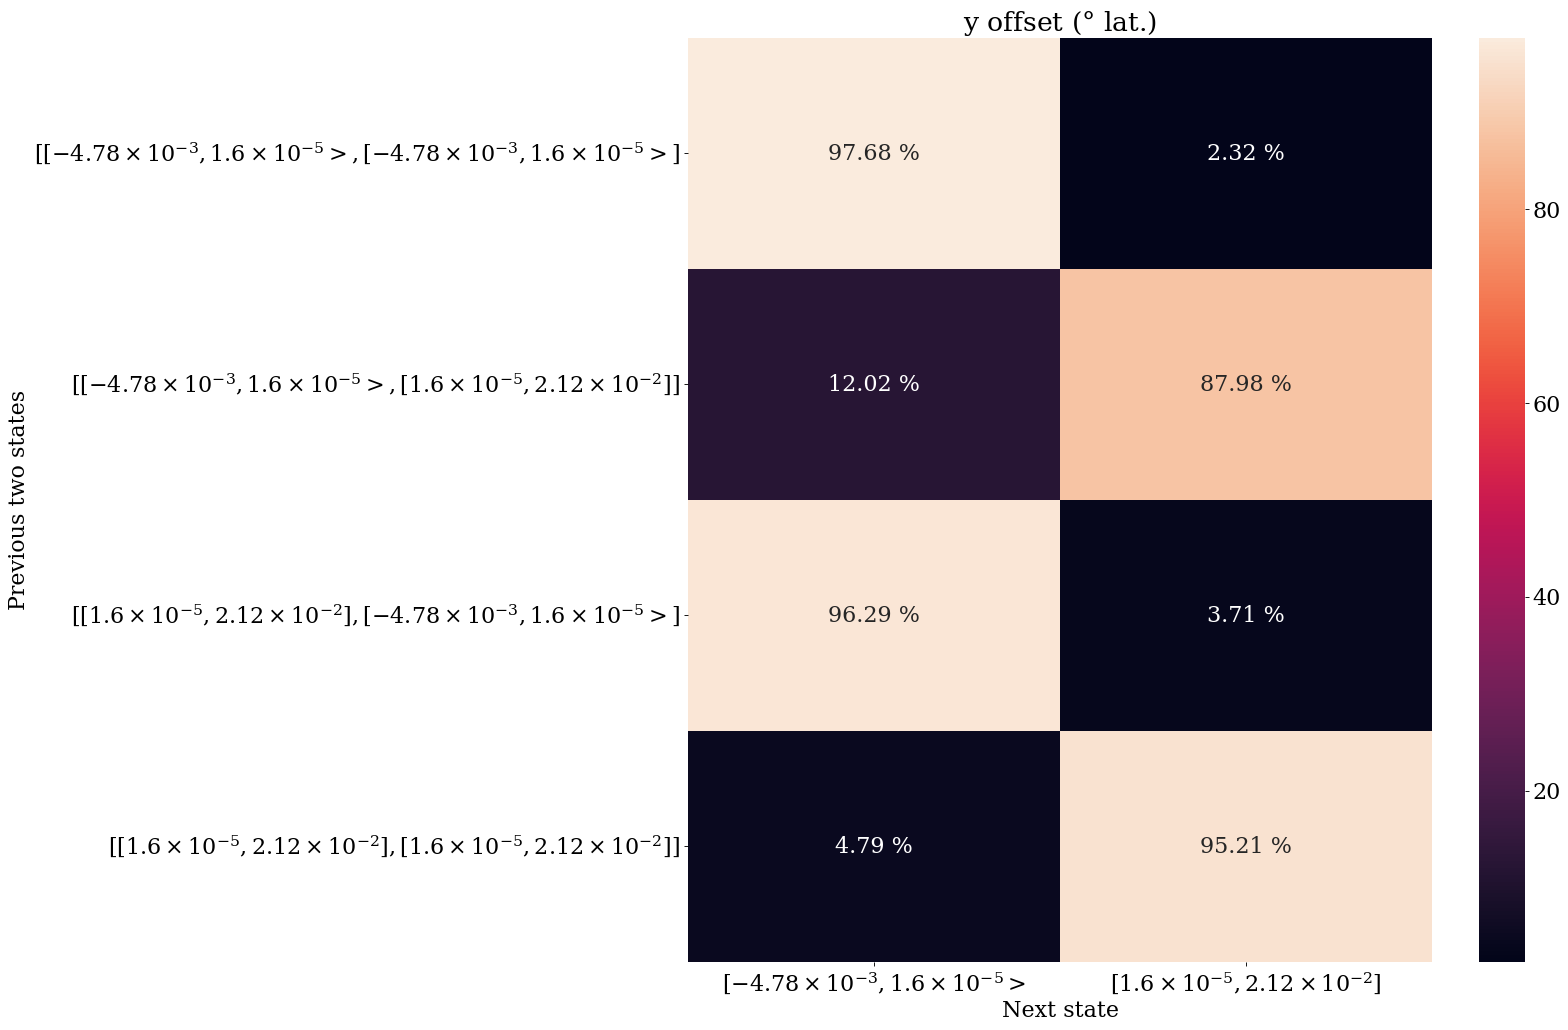 y offset (° lat.)
[[−4.78 × 10⁻³, 1.6 × 10⁻⁵ >, [−4.78 × 10⁻³, 1.6 × 10⁻⁵ >]
97.68 %
2.32 %
80
[[−4.78 × 10⁻³, 1.6 × 10⁻⁵ >, [1.6 × 10⁻⁵, 2.12 × 10⁻²]]
12.02 %
87.98 %
60
Previous two states
[[1.6 × 10⁻⁵, 2.12 × 10⁻²], [−4.78 × 10⁻³, 1.6 × 10⁻⁵ >]
96.29 %
3.71 %
40
20
[[1.6 × 10⁻⁵, 2.12 × 10⁻²], [1.6 × 10⁻⁵, 2.12 × 10⁻²]]
4.79 %
95.21 %
[−4.78 × 10⁻³, 1.6 × 10⁻⁵ >
[1.6 × 10⁻⁵, 2.12 × 10⁻²]
Next state